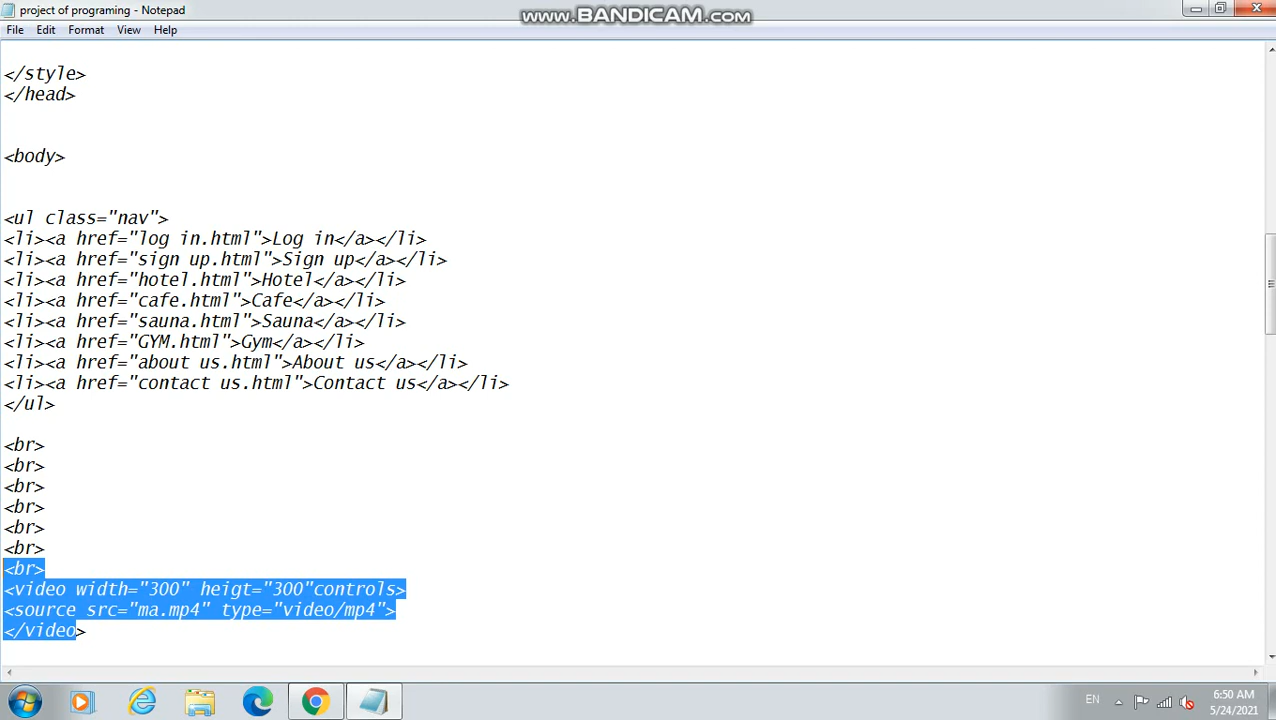 project of programing - Notepad
www.BANDICAM.com
File Edit Format View Help
</style>
</head>
<body>
<ul class="nav">
<li><a href="log in.html">Log in</a></li>
<li><a href="sign up.html">Sign up</a></li>
<li><a href="hotel.html">Hotel</a></li>
<li><a href="cafe.html">Cafe</a></li>
<li><a href="sauna.html">Sauna</a></li>
<li><a href="GYM.html">Gym</a></li>
<li><a href="about us.html">About us</a></li>
<li><a href="contact us.html">Contact us</a></li>
</ul>
<br>
<br>
<br>
<br>
<br>
<br>
<br>
<video width="300" heigt="300"controls>
<source src="ma.mp4" type="video/mp4">
</video>
EN
6:50 AM
5/24/2021